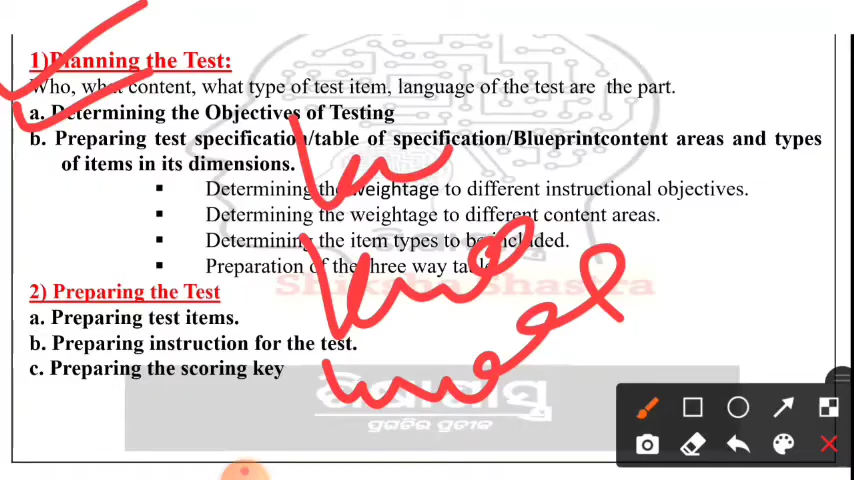 1)Planning the Test:
Who, what content, what type of test item, language of the test are the part.
a. Determining the Objectives of Testing
b. Preparing test specification/table of specification/Blueprintcontent areas and types
of items in its dimensions.
▪ Determining the weightage to different instructional objectives.
▪ Determining the weightage to different content areas.
▪ Determining the item types to be included.
▪ Preparation of the three way table
Shiksha Shastra
2) Preparing the Test
a. Preparing test items.
b. Preparing instruction for the test.
c. Preparing the scoring key